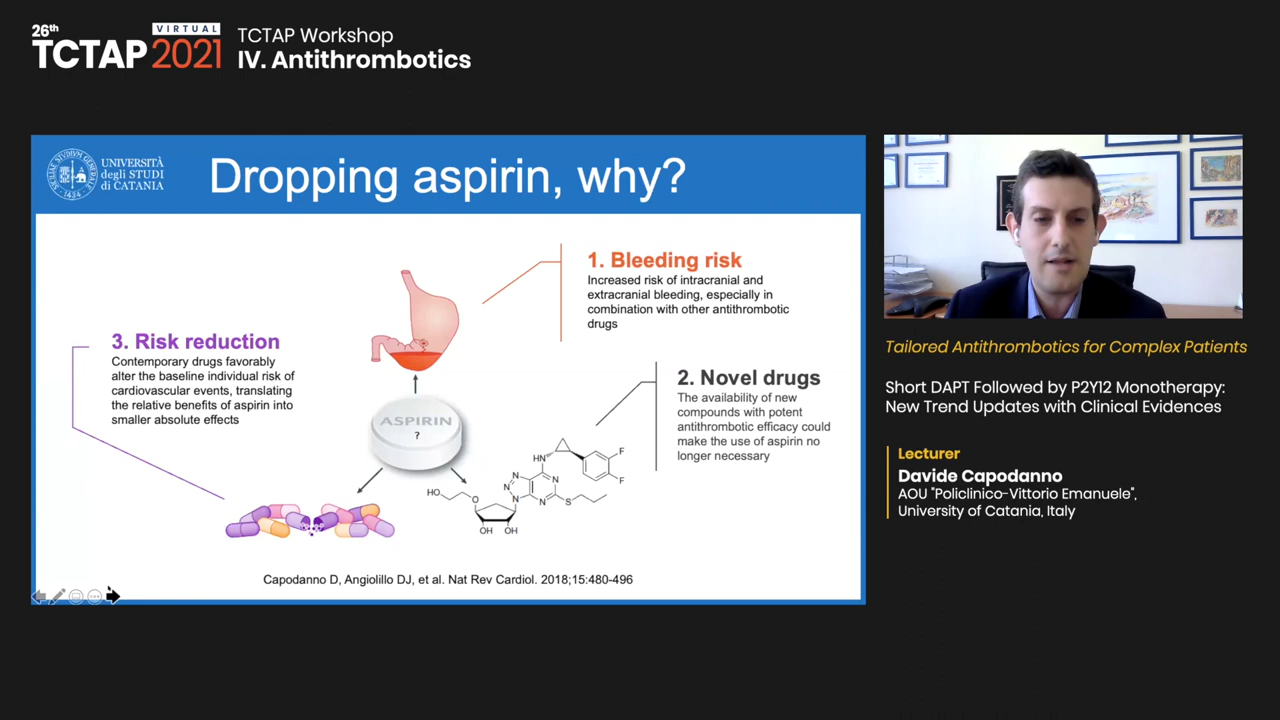 26th
VIRTUAL
TCTAP 2021
TCTAP Workshop
IV. Antithrombotics
UNIVERSITÀ
degli STUDI
di CATANIA
Dropping aspirin, why?
1. Bleeding risk
Increased risk of intracranial and
extracranial bleeding, especially in
combination with other antithrombotic
drugs
3. Risk reduction
Contemporary drugs favorably
alter the baseline individual risk of
cardiovascular events, translating
the relative benefits of aspirin into
smaller absolute effects
2. Novel drugs
The availability of new
compounds with potent
antithrombotic efficacy could
make the use of aspirin no
longer necessary
ASPIRIN
?
HN
F
F
N
N
N
N
N
S
HO
O
OH
OH
Capodanno D, Angiolillo DJ, et al. Nat Rev Cardiol. 2018;15:480-496
Tailored Antithrombotics for Complex Patients
Short DAPT Followed by P2Y12 Monotherapy:
New Trend Updates with Clinical Evidences
Lecturer
Davide Capodanno
AOU "Policlinico-Vittorio Emanuele",
University of Catania, Italy